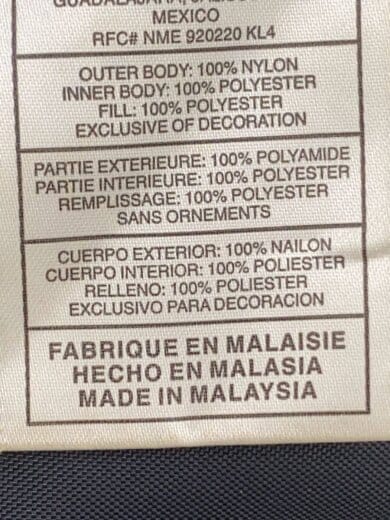 MEXICO
RFC# NME 920220 KL4
OUTER BODY: 100% NYLON
INNER BODY: 100% POLYESTER
FILL: 100% POLYESTER
EXCLUSIVE OF DECORATION
PARTIE EXTERIEURE: 100% POLYAMIDE
PARTIE INTERIEURE: 100% POLYESTER
REMPLISSAGE: 100% POLYESTER
SANS ORNEMENTS
CUERPO EXTERIOR: 100% NAILON
CUERPO INTERIOR: 100% POLIESTER
RELLENO: 100% POLIESTER
EXCLUSIVO PARA DECORACION
FABRIQUE EN MALAISIE
HECHO EN MALASIA
MADE IN MALAYSIA